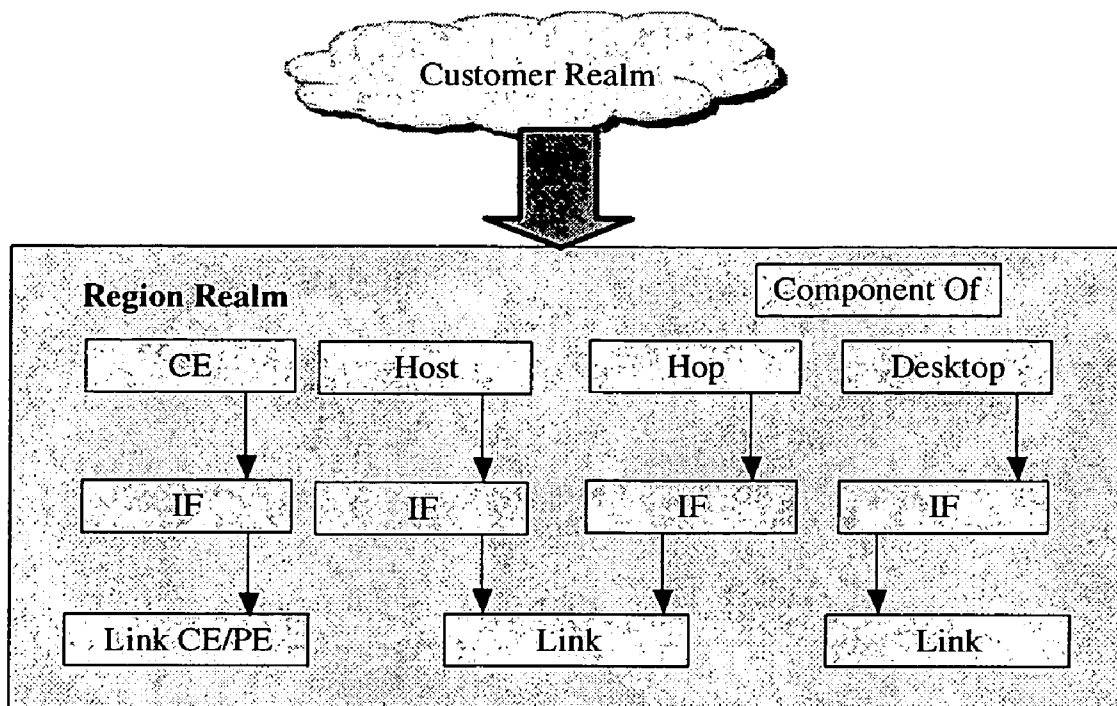 Customer Realm
Component Of
Region Realm
CE Host Hop Desktop
IF IF IF IF
Link CE/PE Link Link